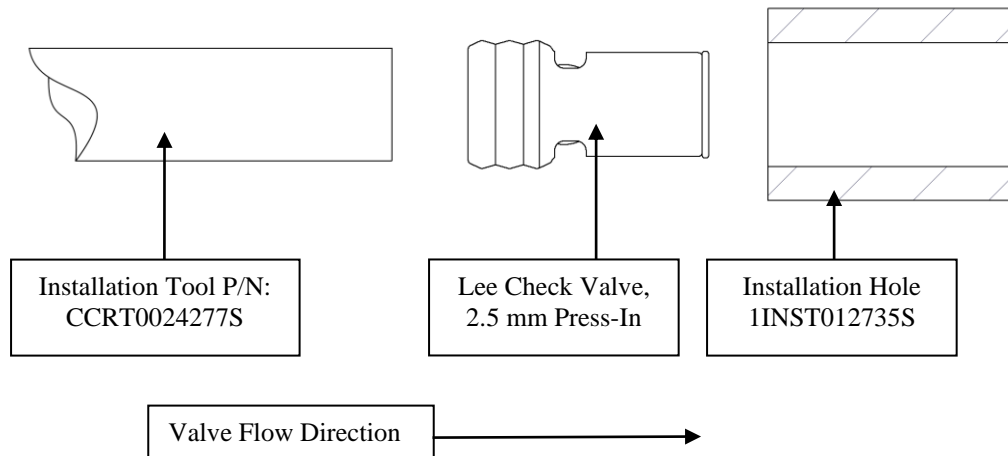 Installation Tool P/N:
CCRT0024277S
Lee Check Valve,
2.5 mm Press-In
Installation Hole
1INST012735S
Valve Flow Direction